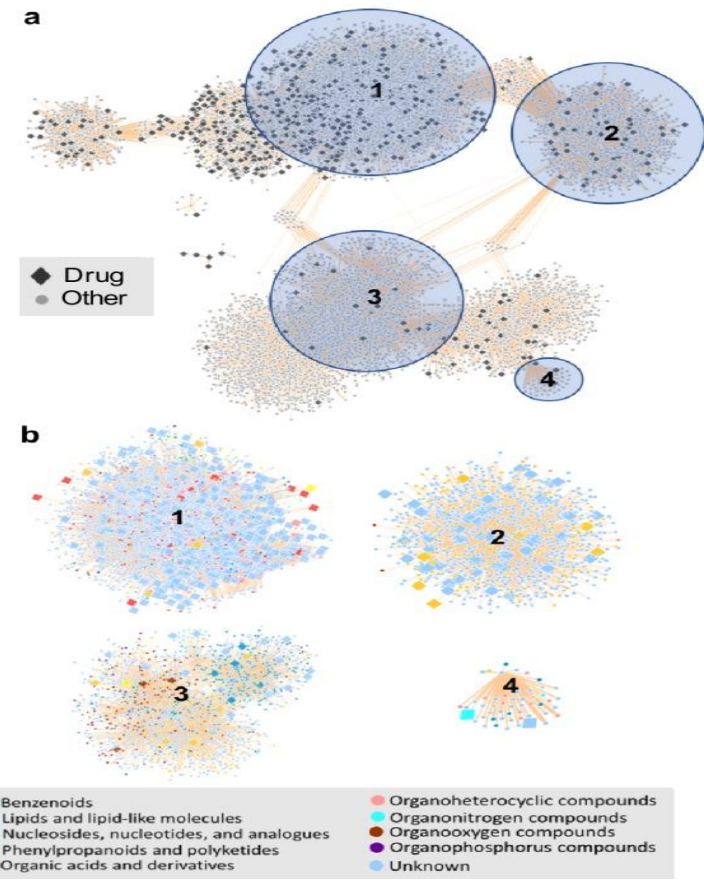 a
1
2
3
4
Drug
Other
b
1
2
3
4
Benzenoids
Lipids and lipid-like molecules
Nucleosides, nucleotides, and analogues
Phenylpropanoids and polyketides
Organic acids and derivatives
Organoheterocyclic compounds
Organonitrogen compounds
Organooxygen compounds
Organophosphorus compounds
Unknown